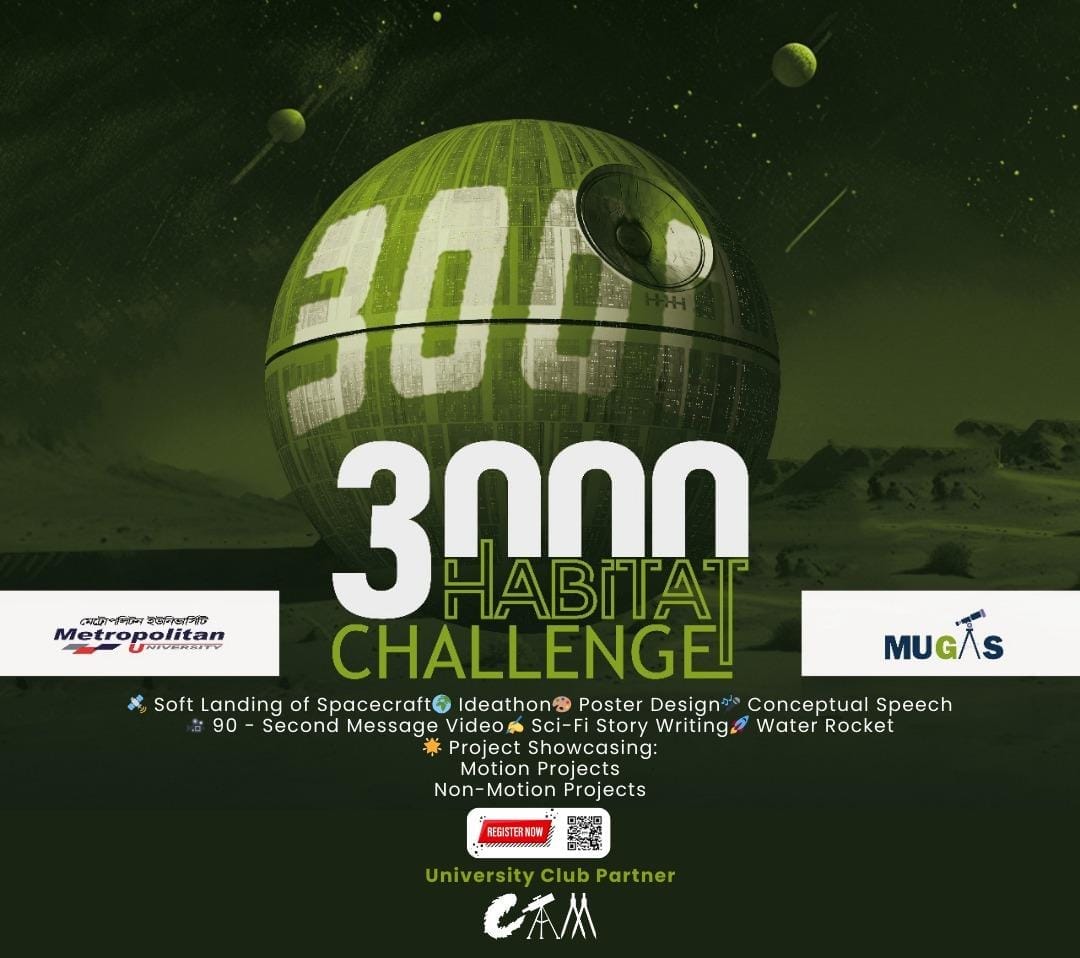 300
3000
HABITAT
CHALLENGE
মেট্রোপলিটন ইউনিভার্সিটি
Metropolitan
UNIVERSITY
MUGAS
🛰️ Soft Landing of Spacecraft🌍 Ideathon🎨 Poster Design🎶 Conceptual Speech
🎥 90 - Second Message Video✍️ Sci-Fi Story Writing🚀 Water Rocket
🌟 Project Showcasing:
Motion Projects
Non-Motion Projects
REGISTER NOW
University Club Partner
CAM